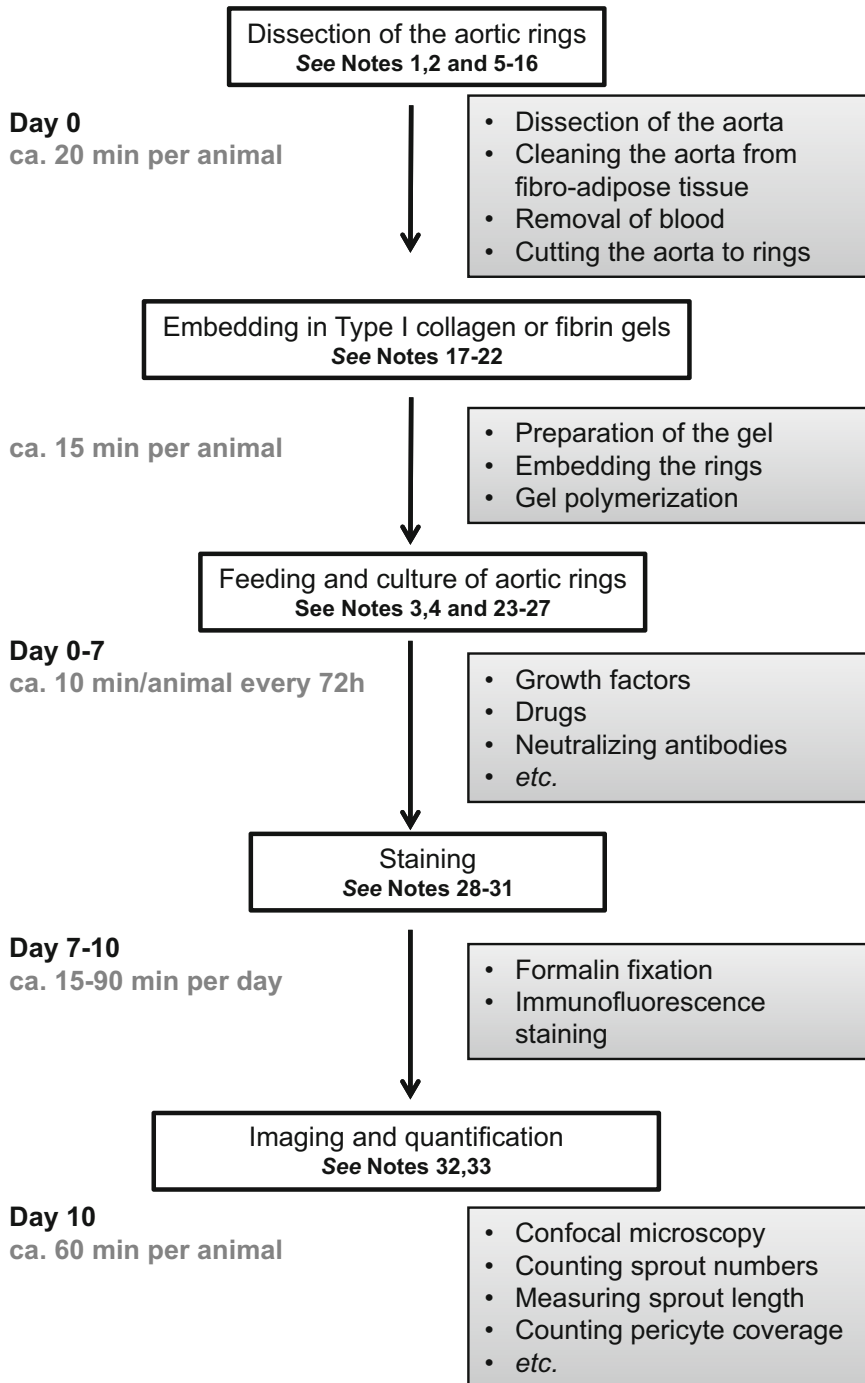 Dissection of the aortic rings
See Notes 1,2 and 5-16
Day 0
ca. 20 min per animal
• Dissection of the aorta
• Cleaning the aorta from
fibro-adipose tissue
• Removal of blood
• Cutting the aorta to rings
Embedding in Type I collagen or fibrin gels
See Notes 17-22
ca. 15 min per animal
• Preparation of the gel
• Embedding the rings
• Gel polymerization
Feeding and culture of aortic rings
See Notes 3,4 and 23-27
Day 0-7
ca. 10 min/animal every 72h
• Growth factors
• Drugs
• Neutralizing antibodies
• etc.
Staining
See Notes 28-31
Day 7-10
ca. 15-90 min per day
• Formalin fixation
• Immunofluorescence
staining
Imaging and quantification
See Notes 32,33
Day 10
ca. 60 min per animal
• Confocal microscopy
• Counting sprout numbers
• Measuring sprout length
• Counting pericyte coverage
• etc.